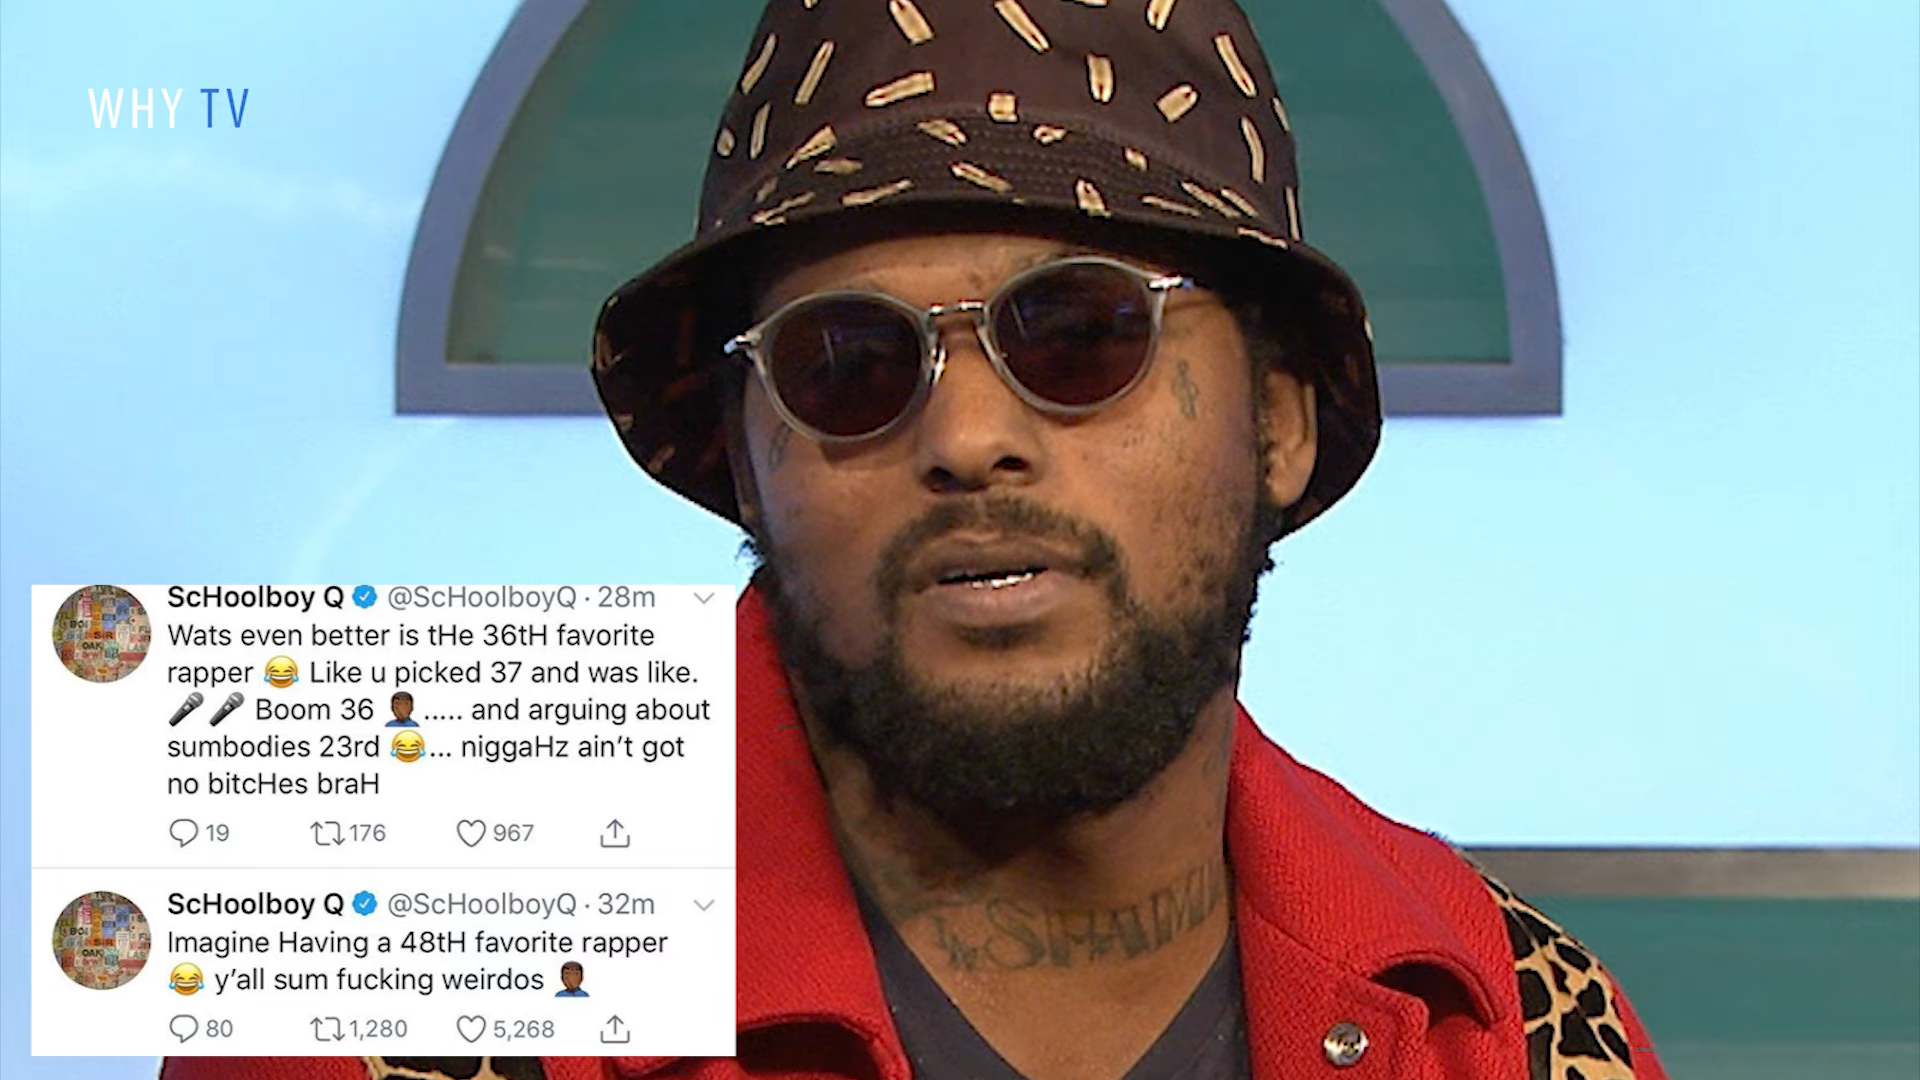 WHY TV
ScHoolboy Q @ScHoolboyQ · 28m
Wats even better is tHe 36tH favorite
rapper 😂 Like u picked 37 and was like.
🎤🎤 Boom 36 🤦🏾‍♂️..... and arguing about
sumbodies 23rd 😂... niggaHz ain't got
no bitcHes braH
19 176 967
ScHoolboy Q @ScHoolboyQ · 32m
Imagine Having a 48tH favorite rapper
😂 y'all sum fucking weirdos 🤦🏾‍♂️
80 1,280 5,268